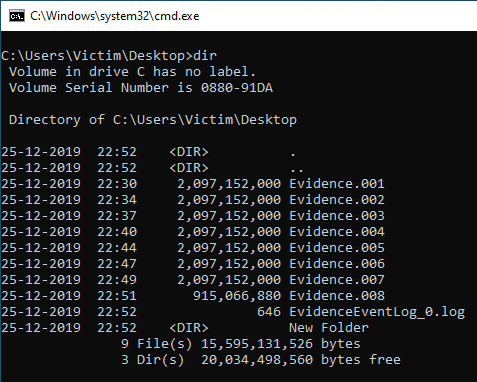 C:\Windows\system32\cmd.exe
C:\Users\Victim\Desktop>dir
 Volume in drive C has no label.
 Volume Serial Number is 0880-91DA
 Directory of C:\Users\Victim\Desktop
25-12-2019  22:52    <DIR>          .
25-12-2019  22:52    <DIR>          ..
25-12-2019  22:30     2,097,152,000 Evidence.001
25-12-2019  22:34     2,097,152,000 Evidence.002
25-12-2019  22:37     2,097,152,000 Evidence.003
25-12-2019  22:40     2,097,152,000 Evidence.004
25-12-2019  22:44     2,097,152,000 Evidence.005
25-12-2019  22:47     2,097,152,000 Evidence.006
25-12-2019  22:49     2,097,152,000 Evidence.007
25-12-2019  22:51       915,066,880 Evidence.008
25-12-2019  22:52               646 EvidenceEventLog_0.log
25-12-2019  22:52    <DIR>          New Folder
               9 File(s) 15,595,131,526 bytes
               3 Dir(s)  20,034,498,560 bytes free